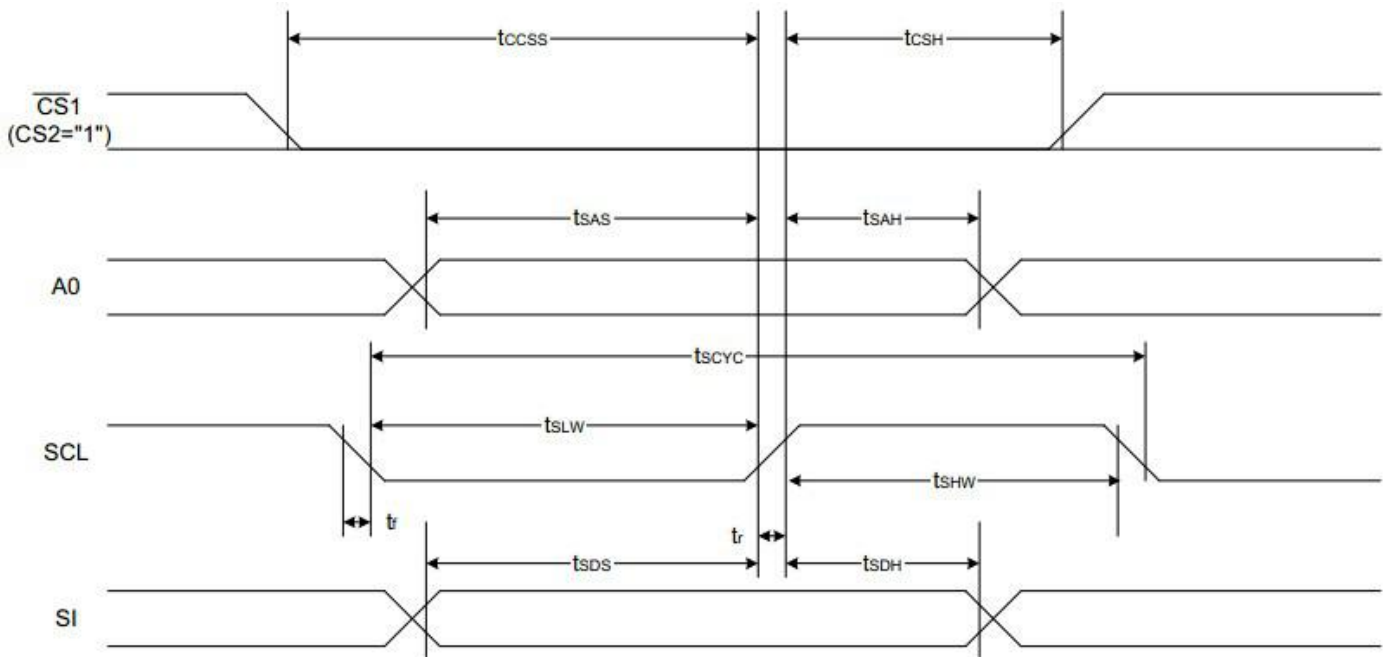 tCCSS
tCSH
CS1
(CS2="1")
tSAS
tSAH
A0
tSCYC
tSLW
SCL
tSHW
tf
tr
tSDS
tSDH
SI